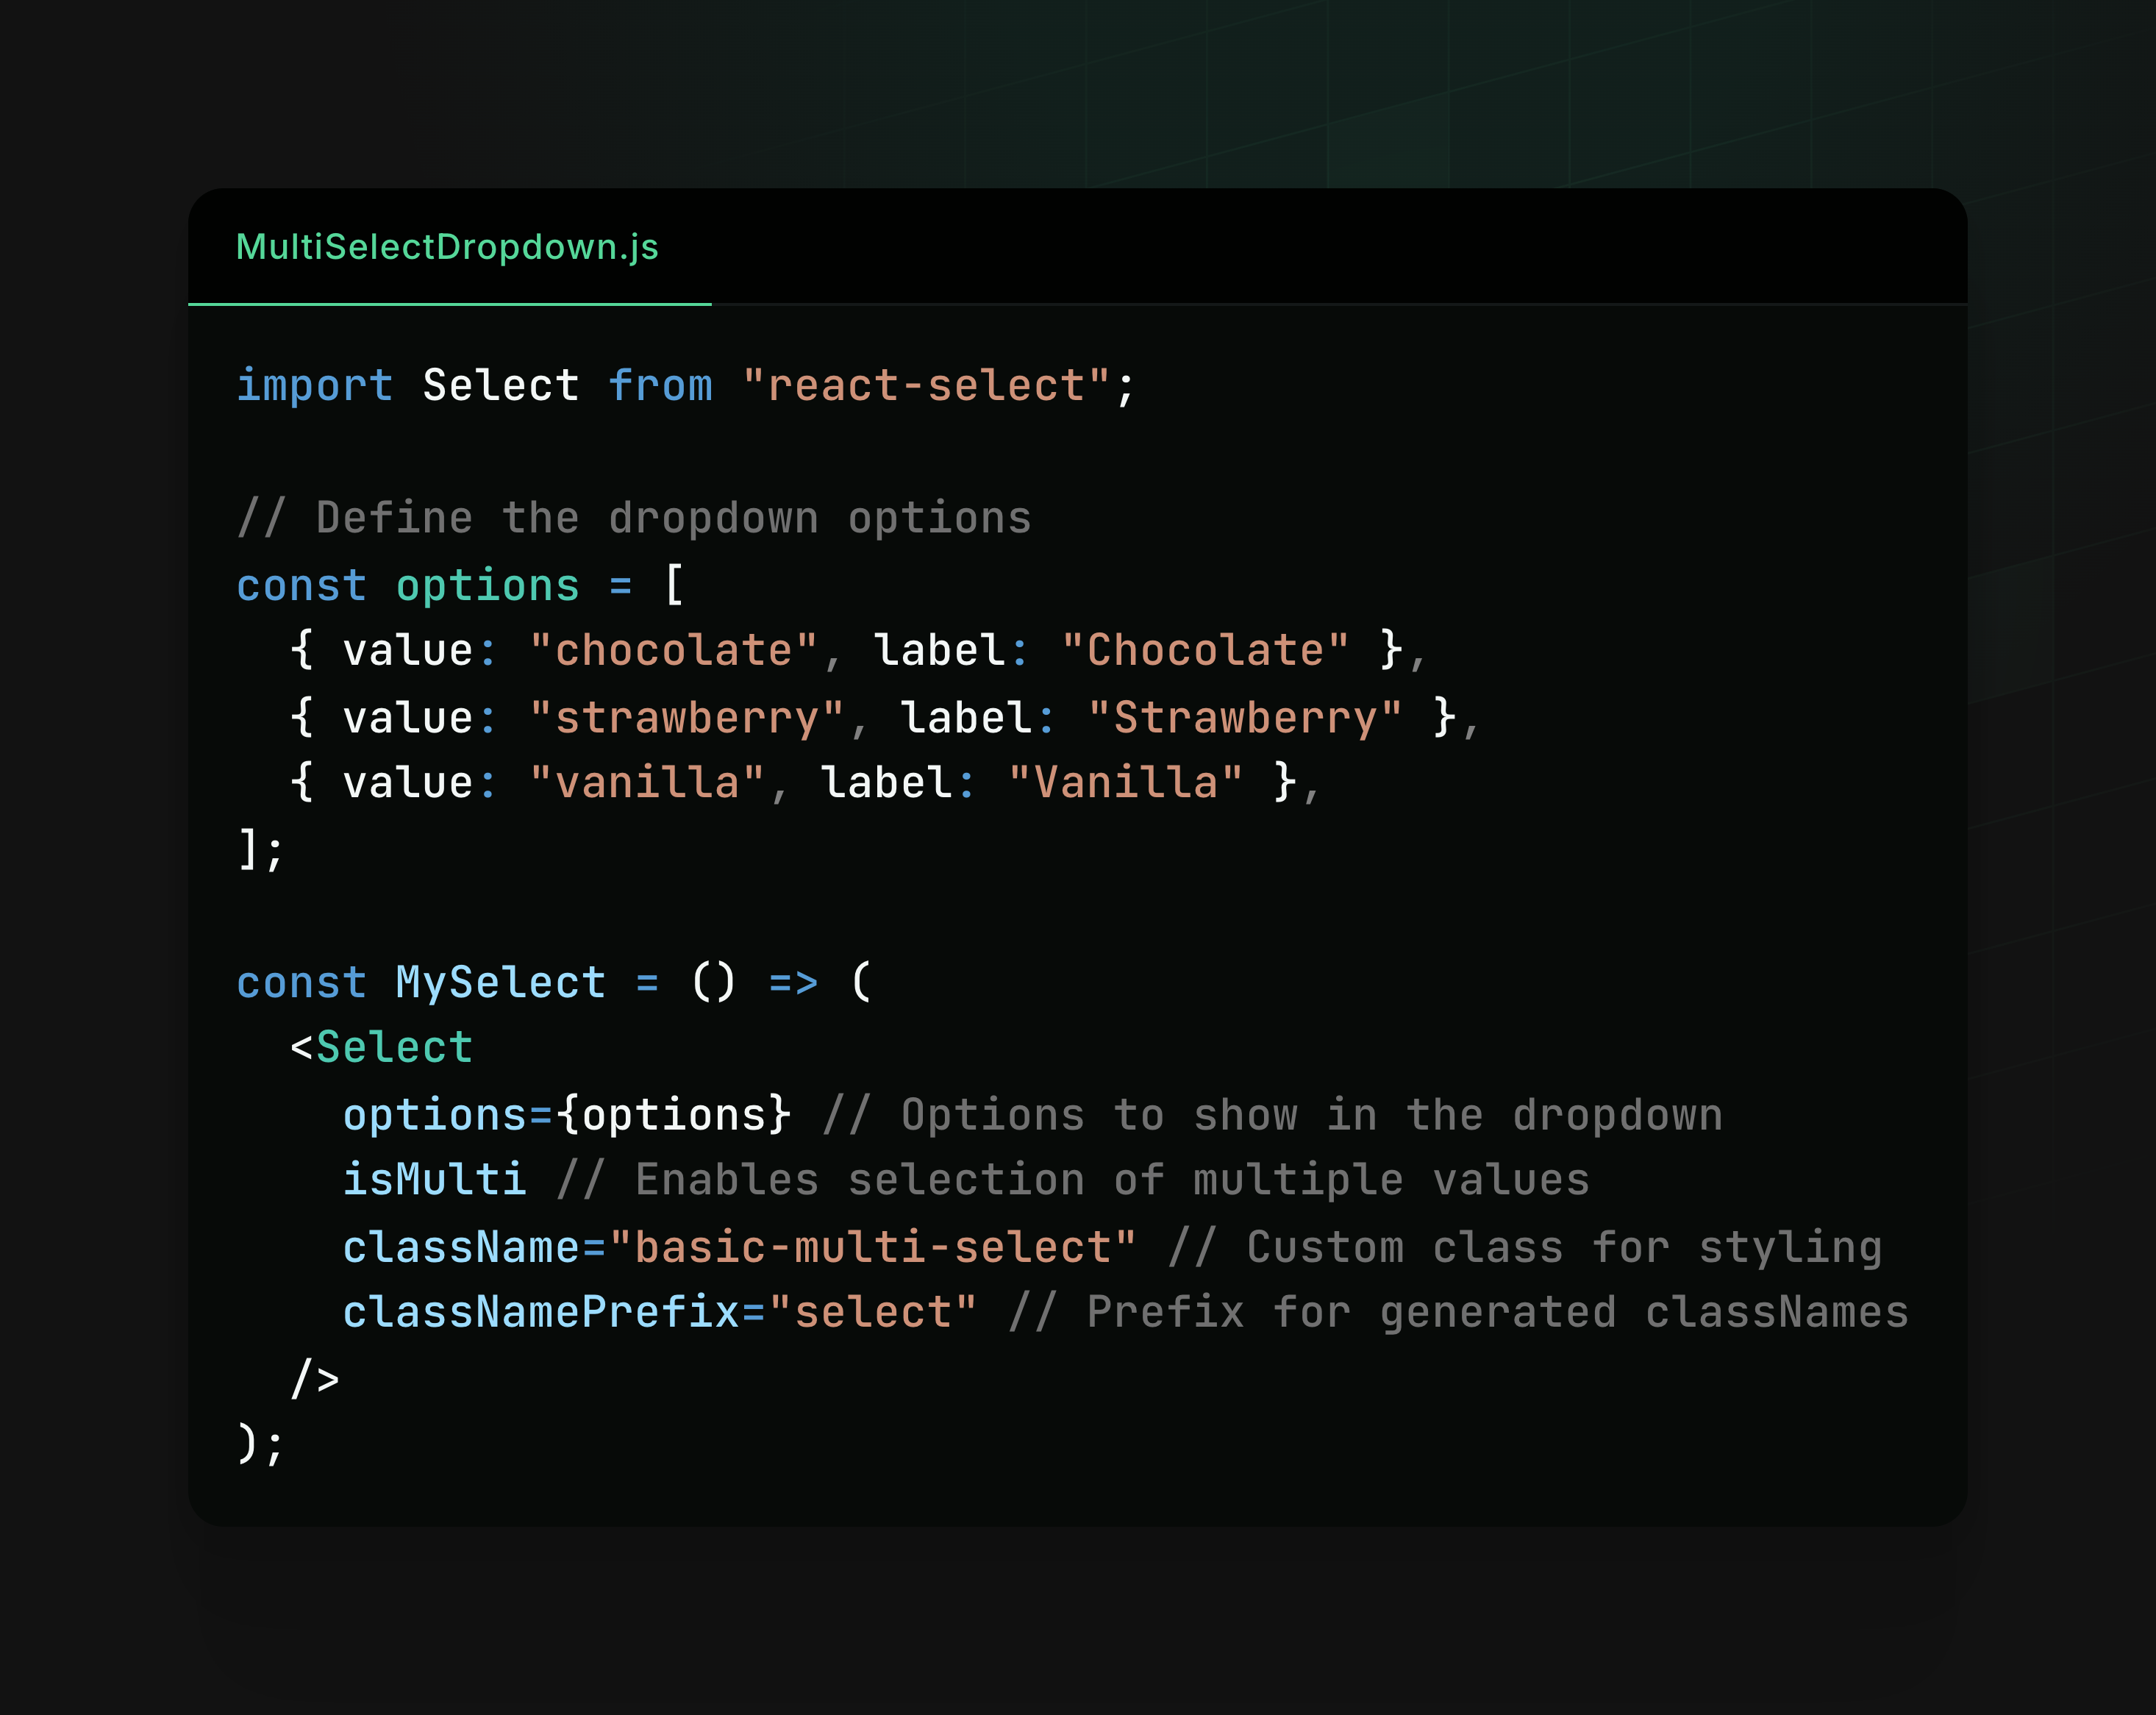 MultiSelectDropdown.js
import Select from "react-select";
// Define the dropdown options
const options = [
  { value: "chocolate", label: "Chocolate" },
  { value: "strawberry", label: "Strawberry" },
  { value: "vanilla", label: "Vanilla" },
];
const MySelect = () => (
  <Select
    options={options} // Options to show in the dropdown
    isMulti // Enables selection of multiple values
    className="basic-multi-select" // Custom class for styling
    classNamePrefix="select" // Prefix for generated classNames
  />
);